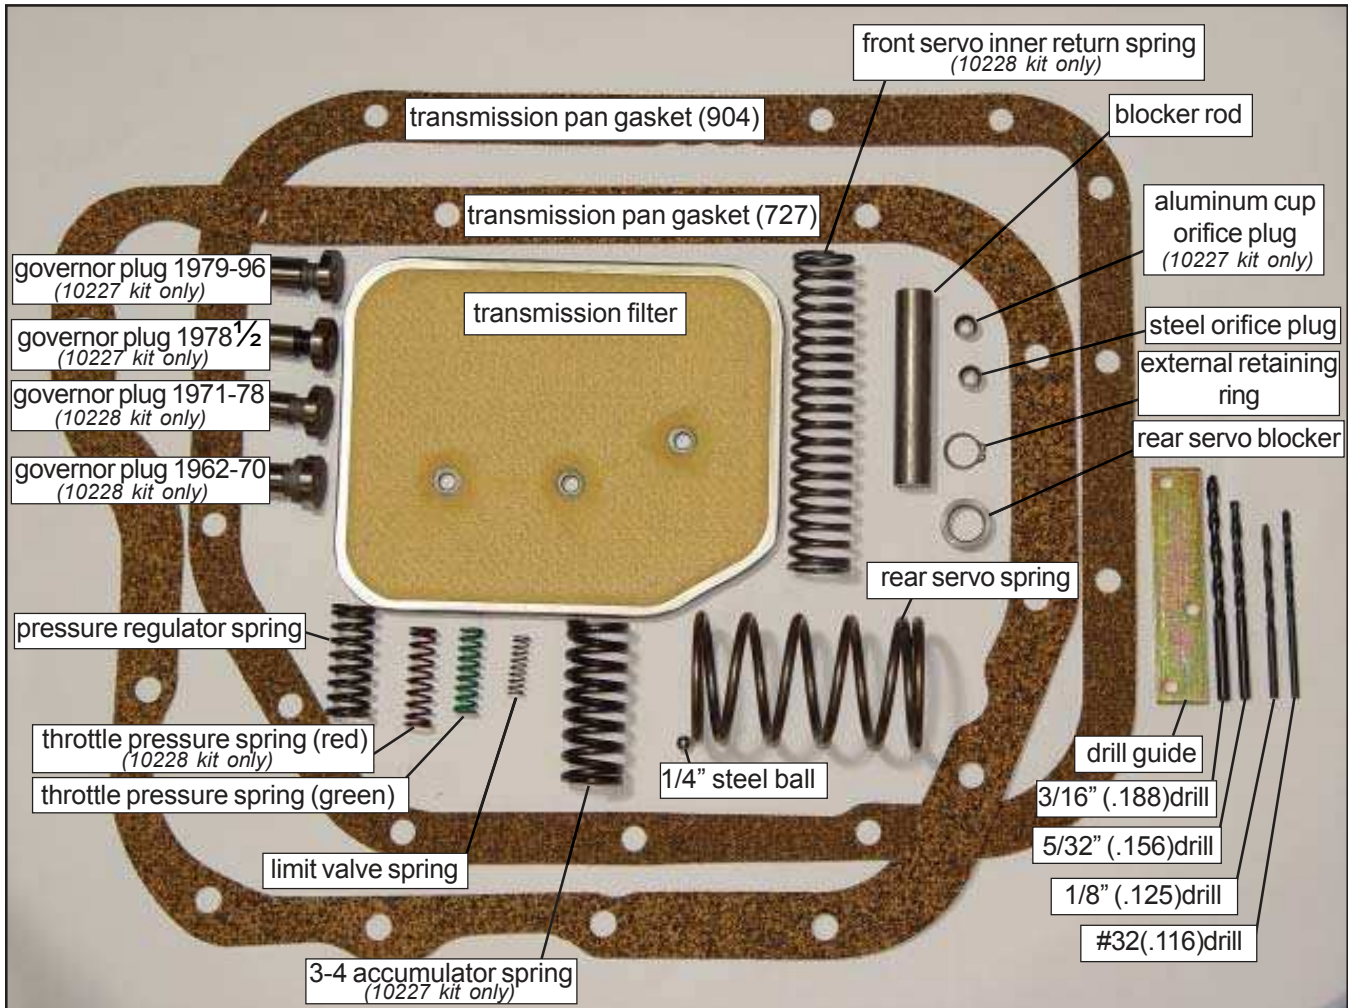 front servo inner return spring
(10228 kit only)
transmission pan gasket (904)
blocker rod
transmission pan gasket (727)
aluminum cup
orifice plug
(10227 kit only)
governor plug 1979-96
(10227 kit only)
transmission filter
steel orifice plug
governor plug 1978½
(10227 kit only)
external retaining
ring
governor plug 1971-78
(10228 kit only)
rear servo blocker
governor plug 1962-70
(10228 kit only)
rear servo spring
pressure regulator spring
throttle pressure spring (red)
(10228 kit only)
1/4” steel ball
drill guide
throttle pressure spring (green)
3/16” (.188)drill
5/32” (.156)drill
limit valve spring
1/8” (.125)drill
#32(.116)drill
3-4 accumulator spring
(10227 kit only)